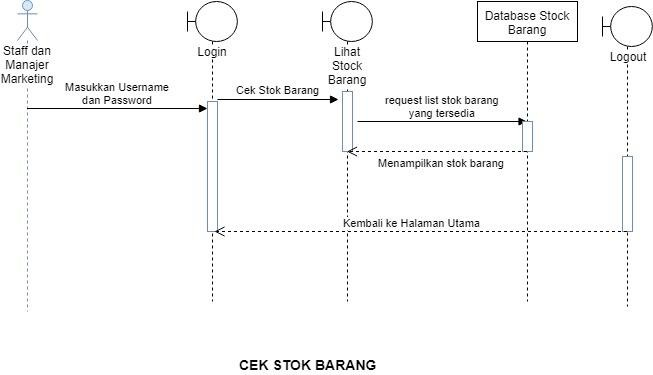 Staff dan
Manajer
Marketing
Login
Lihat
Stock
Barang
Database Stock
Barang
Logout
Masukkan Username
dan Password
Cek Stok Barang
request list stok barang
yang tersedia
Menampilkan stok barang
Kembali ke Halaman Utama
CEK STOK BARANG